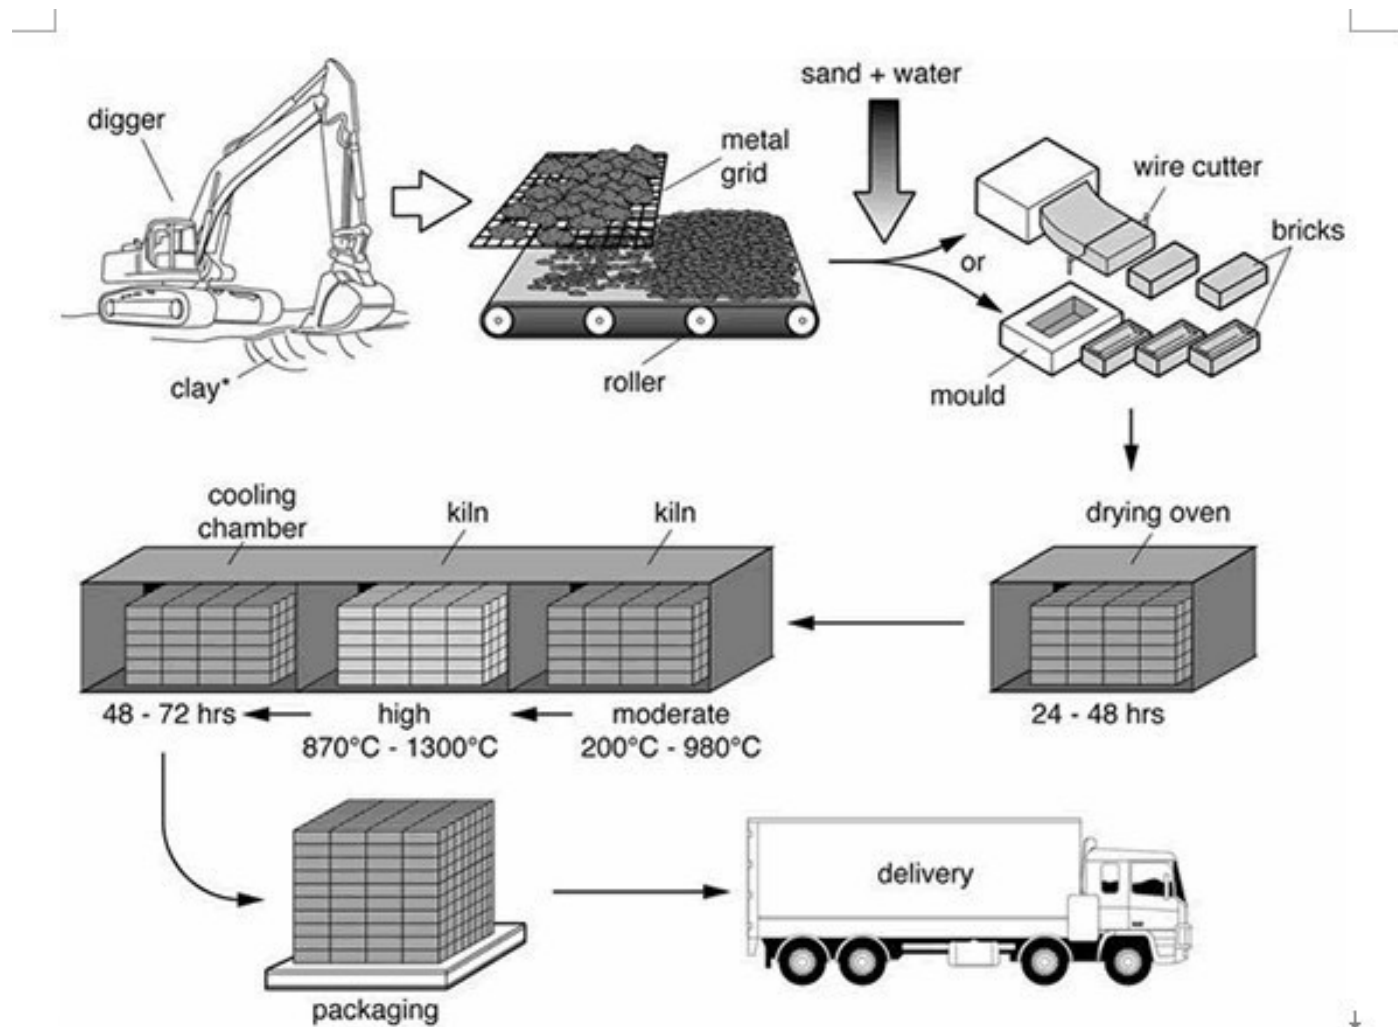 digger
clay*
metal
grid
roller
sand + water
or
wire cutter
bricks
mould
drying oven
24 - 48 hrs
kiln
moderate
200°C - 980°C
kiln
high
870°C - 1300°C
cooling
chamber
48 - 72 hrs
packaging
delivery